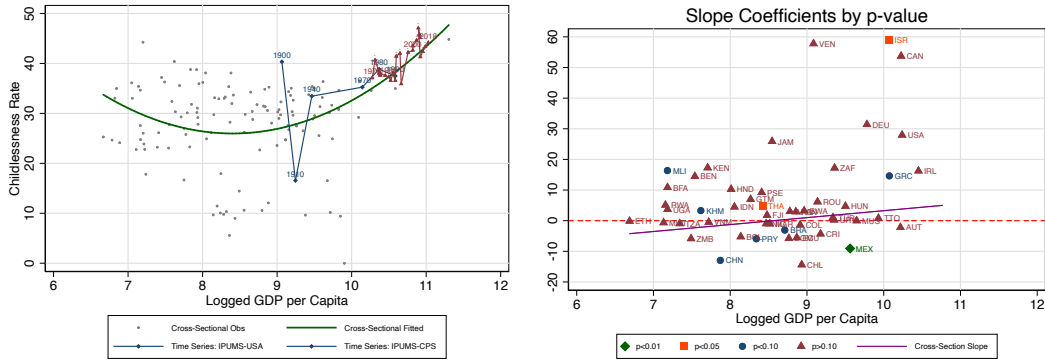 Childlessness Rate
50
40
30
20
10
0
1900
1910
1940
1970
1980
2018
6
7
8
9
10
11
12
Logged GDP per Capita
Cross-Sectional Obs
Cross-Sectional Fitted
Time Series: IPUMS-USA
Time Series: IPUMS-CPS
Slope Coefficients by p-value
60
50
40
30
20
10
0
-10
-20
VEN
ISR
CAN
DEU
USA
JAM
MLI
KEN
BEN
ZAF
GRC
IRL
BFA
HND
PSE
GTM
RWA
UGA
KHM
IDN
THA
FJI
ROU
HUN
ETH
TZA
VNM
COL
MUS
TTO
AUT
ZMB
PRY
BRA
CRI
MEX
CHN
CHL
6
7
8
9
10
11
12
Logged GDP per Capita
p<0.01
p<0.05
p<0.10
p>0.10
Cross-Section Slope